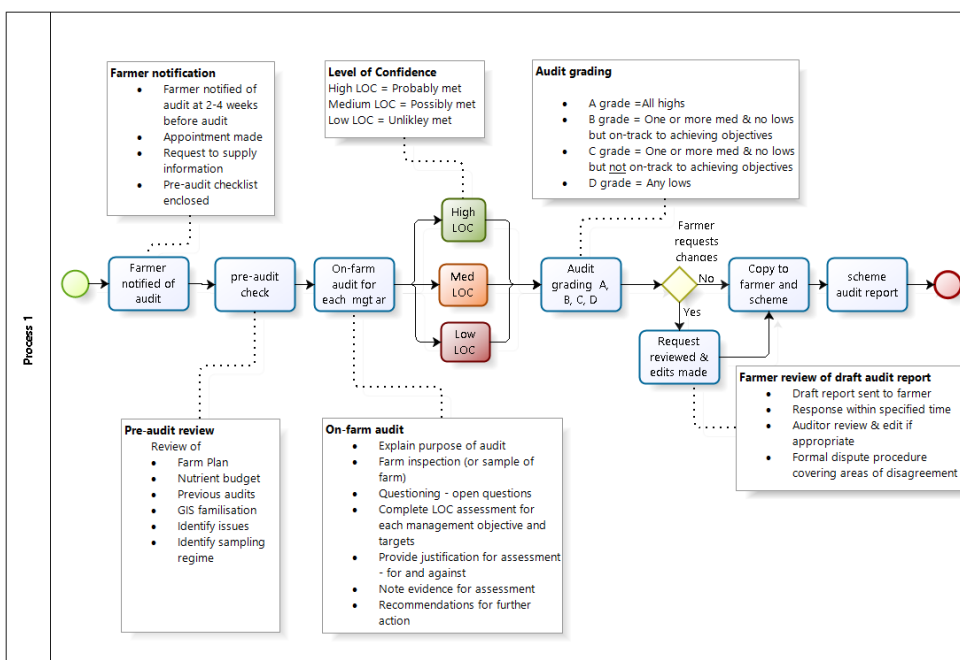 Process 1
Farmer notification
• Farmer notified of
audit at 2-4 weeks
before audit
• Appointment made
• Request to supply
information
• Pre-audit checklist
enclosed
Level of Confidence
High LOC = Probably met
Medium LOC = Possibly met
Low LOC = Unlikley met
Audit grading
• A grade =All highs
• B grade = One or more med & no lows
but on-track to achieving objectives
• C grade = One or more med & no lows
but not on-track to achieving objectives
• D grade = Any lows
Farmer
notified of
audit
pre-audit
check
On-farm
audit for
each mgt ar
High
LOC
Med
LOC
Low
LOC
Audit
grading A,
B, C, D
Farmer
requests
changes
No
Yes
Copy to
farmer and
scheme
scheme
audit report
Request
reviewed &
edits made
Farmer review of draft audit report
• Draft report sent to farmer
• Response within specified time
• Auditor review & edit if
appropriate
• Formal dispute procedure
covering areas of disagreement
Pre-audit review
Review of
• Farm Plan
• Nutrient budget
• Previous audits
• GIS familisation
• Identify issues
• Identify sampling
regime
On-farm audit
• Explain purpose of audit
• Farm inspection (or sample of
farm)
• Questioning - open questions
• Complete LOC assessment for
each management objective and
targets
• Provide justification for assessment
- for and against
• Note evidence for assessment
• Recommendations for further
action